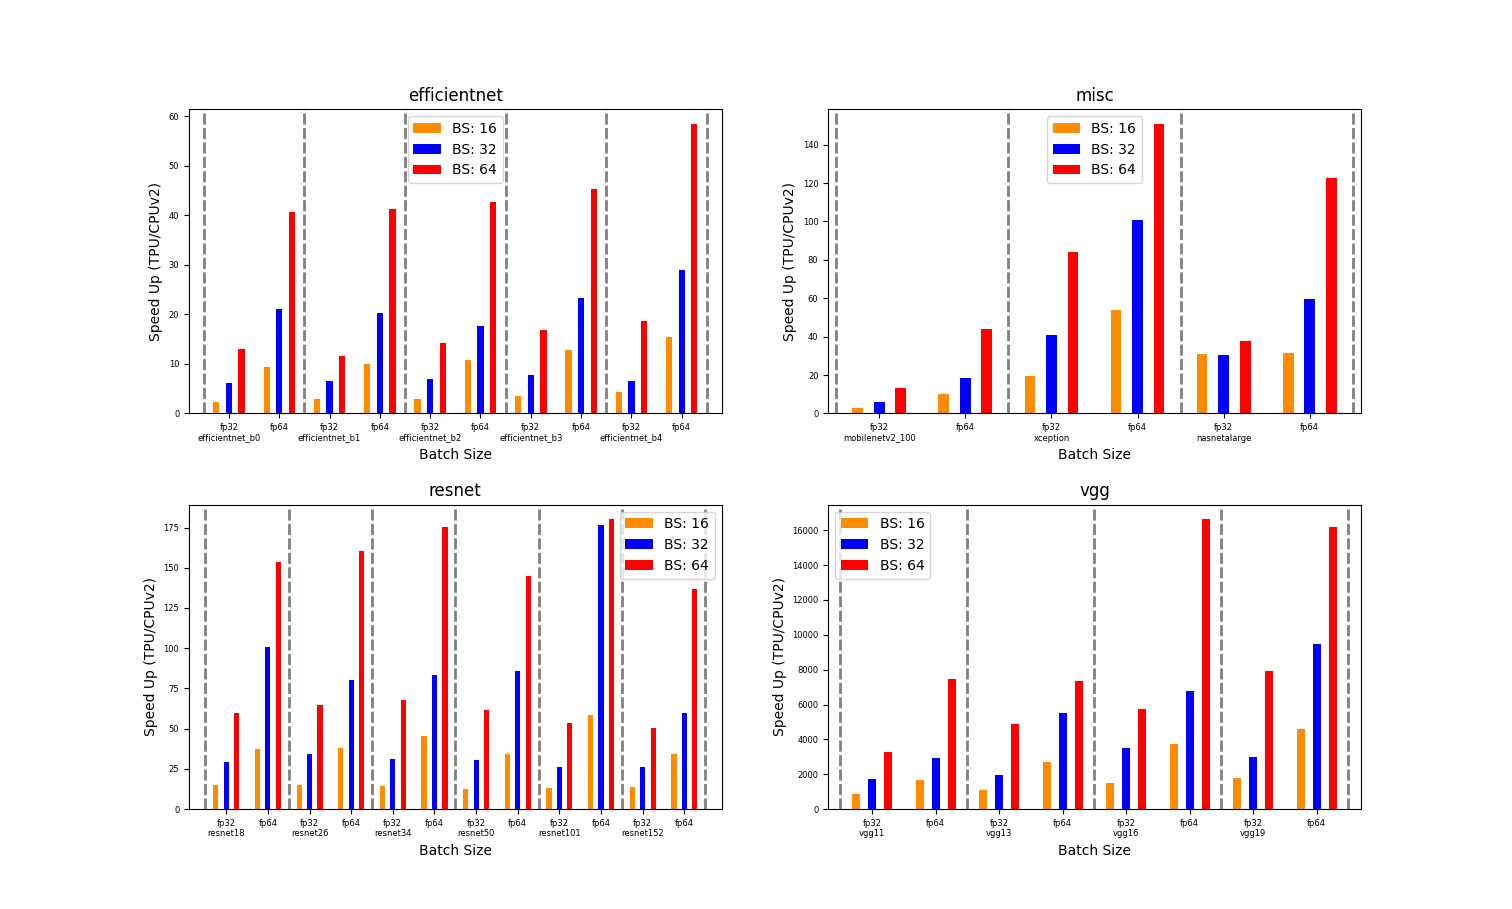 efficientnet
Speed Up (TPU/CPUv2)
60
50
40
30
20
10
0
BS: 16
BS: 32
BS: 64
fp32 fp64 fp32 fp64 fp32 fp64 fp32 fp64 fp32 fp64
efficientnet_b0 efficientnet_b1 efficientnet_b2 efficientnet_b3 efficientnet_b4
Batch Size
misc
Speed Up (TPU/CPUv2)
140
120
100
80
60
40
20
0
BS: 16
BS: 32
BS: 64
fp32 fp64 fp32 fp64 fp32 fp64
mobilenetv2_100 xception nasnetalarge
Batch Size
resnet
Speed Up (TPU/CPUv2)
175
150
125
100
75
50
25
0
BS: 16
BS: 32
BS: 64
fp32 fp64 fp32 fp64 fp32 fp64 fp32 fp64 fp32 fp64 fp32 fp64
resnet18 resnet26 resnet34 resnet50 resnet101 resnet152
Batch Size
vgg
Speed Up (TPU/CPUv2)
16000
14000
12000
10000
8000
6000
4000
2000
0
BS: 16
BS: 32
BS: 64
fp32 fp64 fp32 fp64 fp32 fp64 fp32 fp64
vgg11 vgg13 vgg16 vgg19
Batch Size